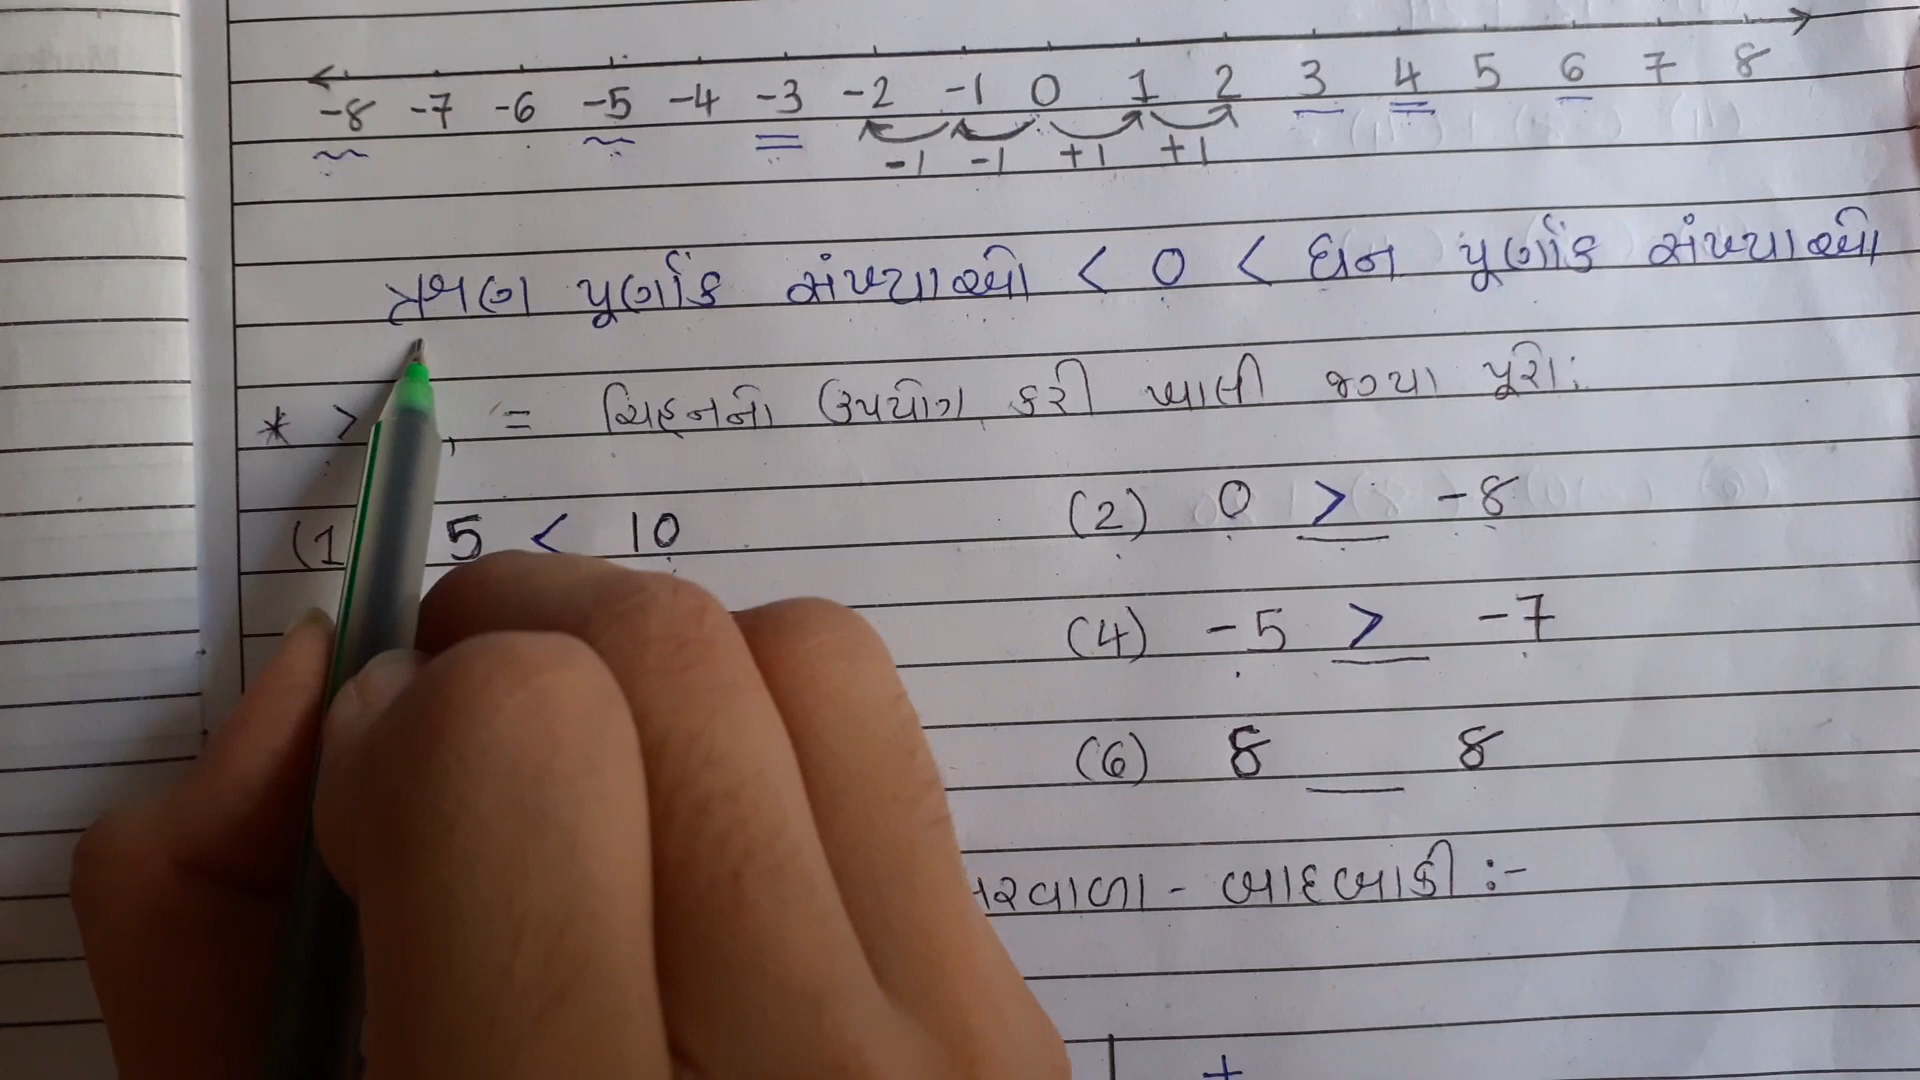 -8 -7 -6 -5 -4 -3 -2 -1 0 1 2 3 4 5 6 7 8
-1 -1 +1 +1
ઋણ પૂર્ણાંક સંખ્યાઓ < 0 < ધન પૂર્ણાંક સંખ્યાઓ
* > , = ચિહ્નનો ઉપયોગ કરી ખાલી જગ્યા પૂરો:
(1 5 < 10
(2) 0 > -8
(4) -5 > -7
(6) 8 __ 8
સરવાળા - બાદબાકી :-
+